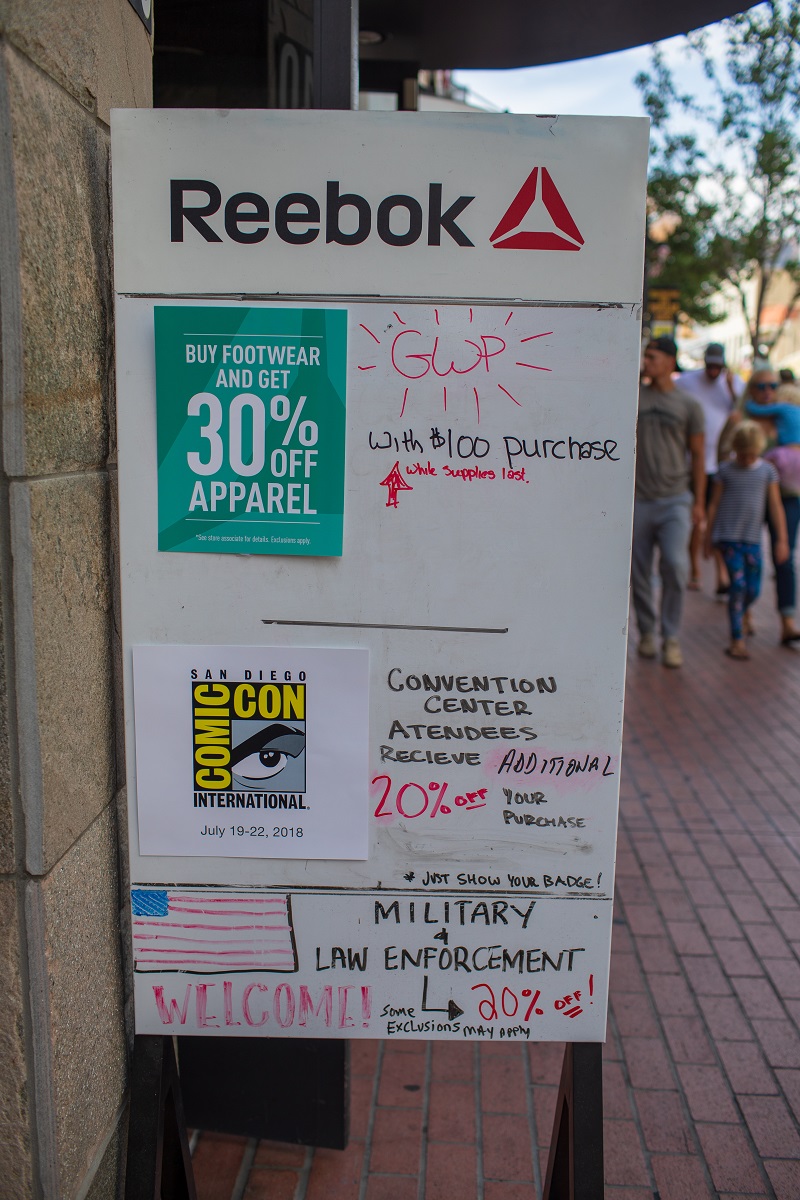 Reebok
BUY FOOTWEAR
AND GET
30%
OFF
APPAREL
*See store associate for details. Exclusions apply.
GWP
With $100 purchase
while supplies last.
SAN DIEGO
COMIC
CON
INTERNATIONAL®
July 19-22, 2018
CONVENTION
CENTER
ATENDEES
RECIEVE ADDITIONAL
20% OFF YOUR
PURCHASE
* JUST SHOW YOUR BADGE!
MILITARY
&
LAW ENFORCEMENT
WELCOME! 20% OFF!
Some
EXCLUSIONS MAY APPLY